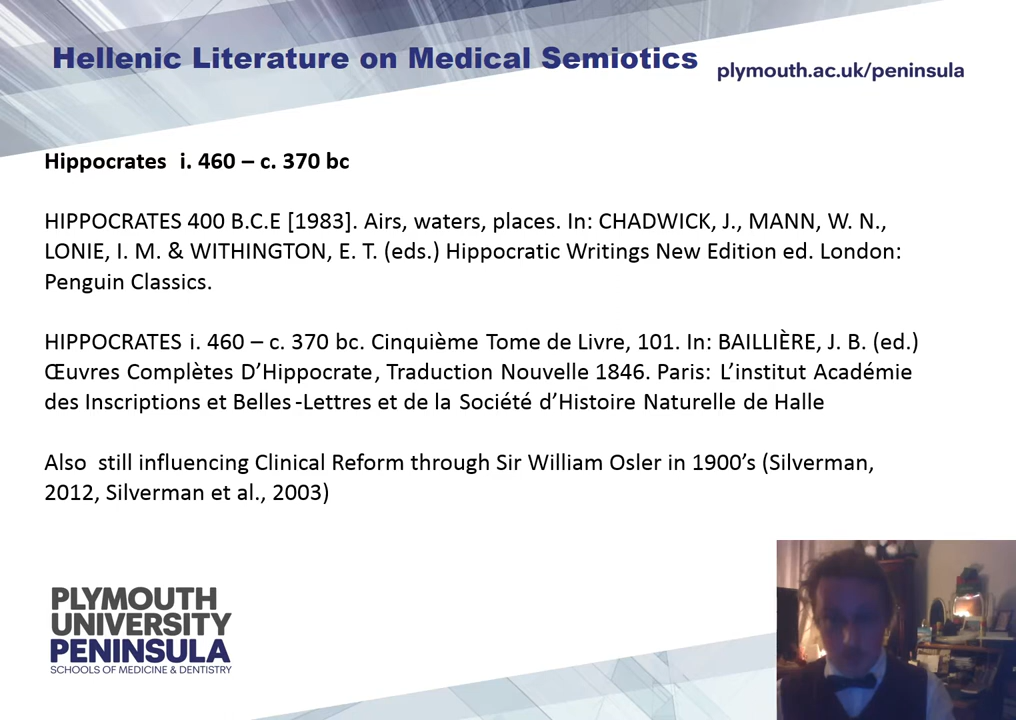 Hellenic Literature on Medical Semiotics
plymouth.ac.uk/peninsula
Hippocrates i. 460 – c. 370 bc
HIPPOCRATES 400 B.C.E [1983]. Airs, waters, places. In: CHADWICK, J., MANN, W. N.,
LONIE, I. M. & WITHINGTON, E. T. (eds.) Hippocratic Writings New Edition ed. London:
Penguin Classics.
HIPPOCRATES i. 460 – c. 370 bc. Cinquième Tome de Livre, 101. In: BAILLIÈRE, J. B. (ed.)
Œuvres Complètes D’Hippocrate, Traduction Nouvelle 1846. Paris: L’institut Académie
des Inscriptions et Belles-Lettres et de la Société d’Histoire Naturelle de Halle
Also still influencing Clinical Reform through Sir William Osler in 1900’s (Silverman,
2012, Silverman et al., 2003)
PLYMOUTH
UNIVERSITY
PENINSULA
SCHOOLS OF MEDICINE & DENTISTRY